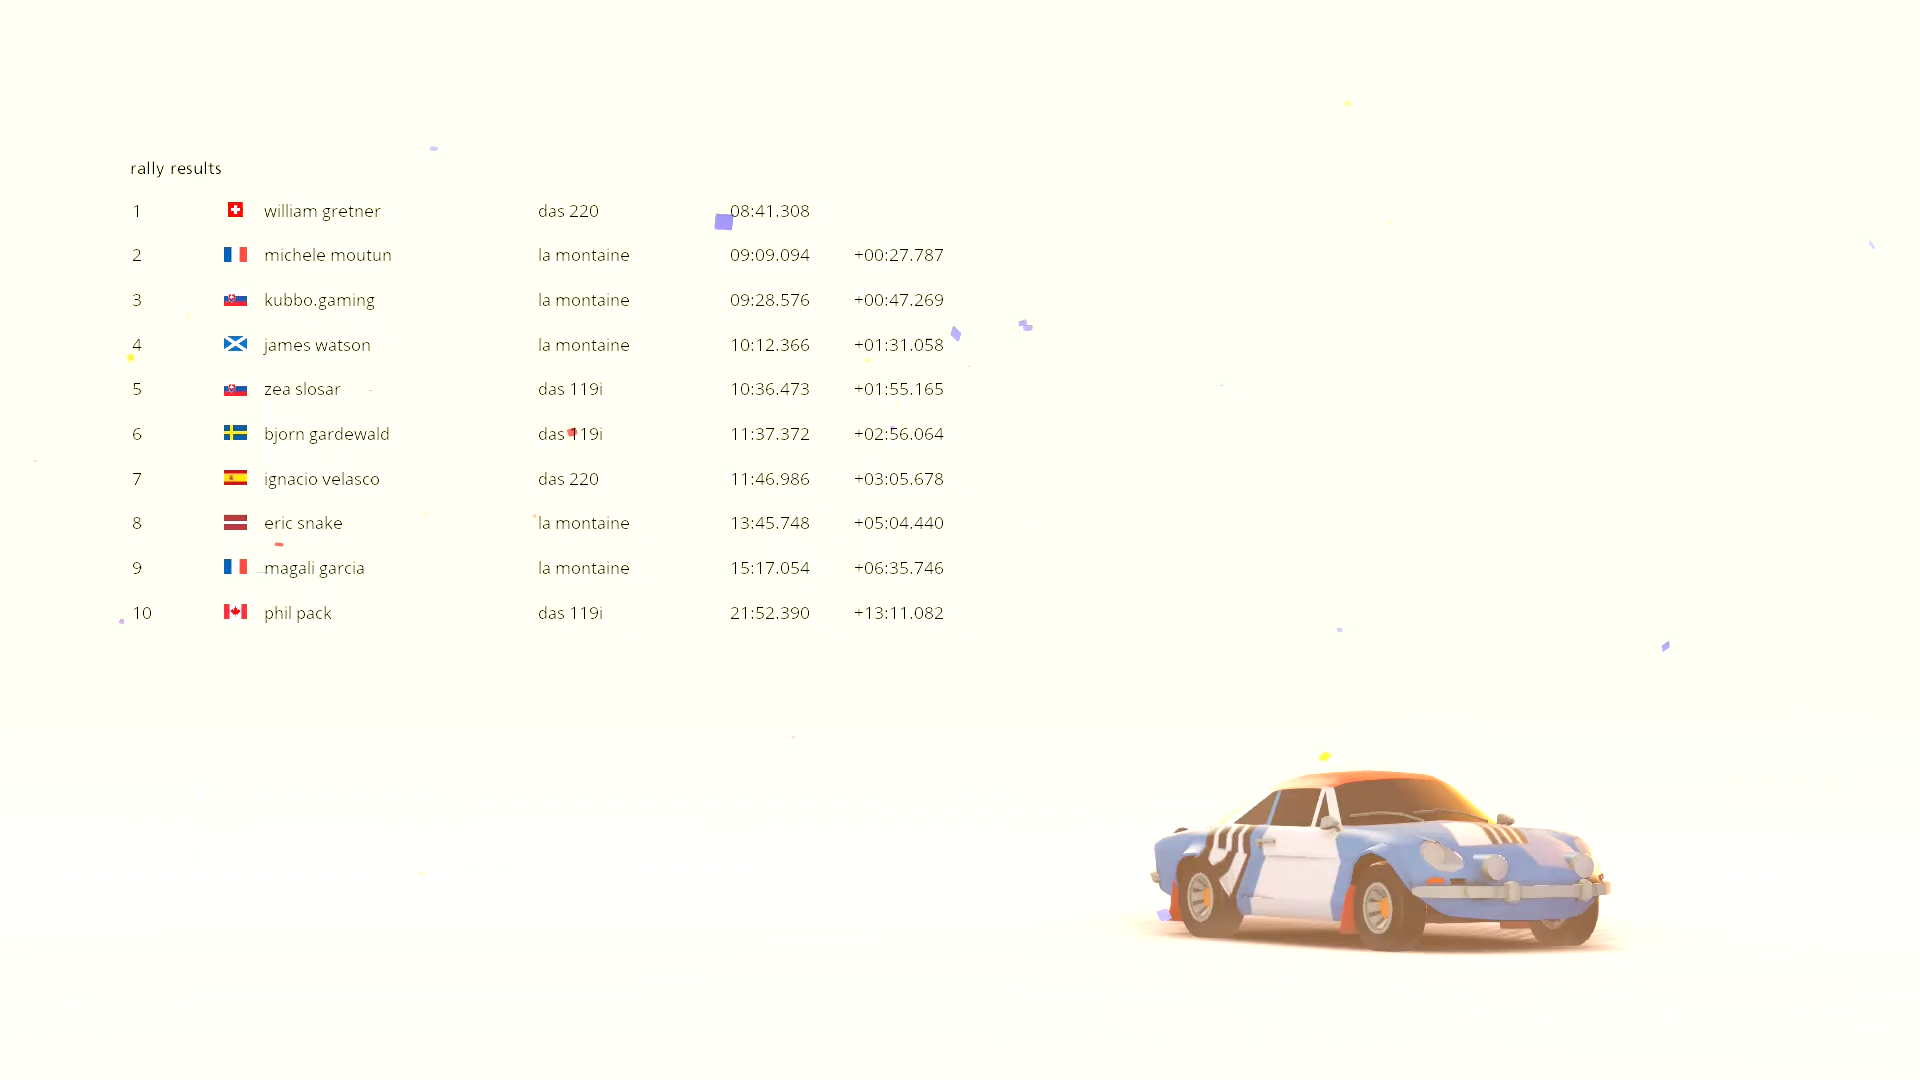 rally results
1 william gretner das 220 08:41.308
2 michele moutun la montaine 09:09.094 +00:27.787
3 kubbo.gaming la montaine 09:28.576 +00:47.269
4 james watson la montaine 10:12.366 +01:31.058
5 zea slosar das 119i 10:36.473 +01:55.165
6 bjorn gardewald das 119i 11:37.372 +02:56.064
7 ignacio velasco das 220 11:46.986 +03:05.678
8 eric snake la montaine 13:45.748 +05:04.440
9 magali garcia la montaine 15:17.054 +06:35.746
10 phil pack das 119i 21:52.390 +13:11.082